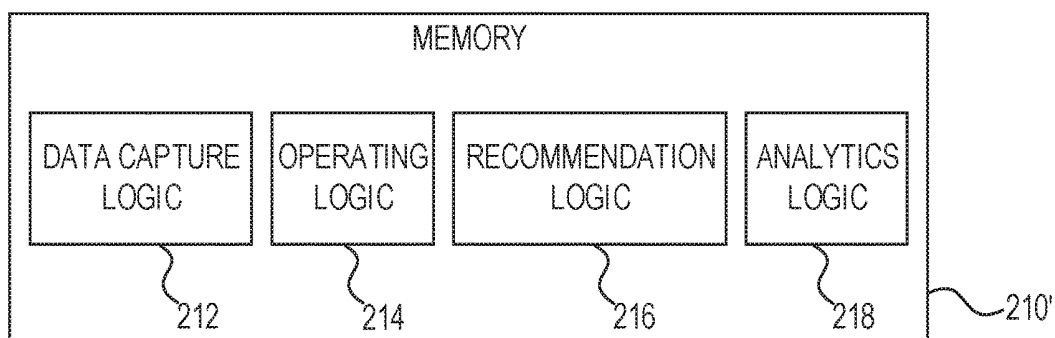 MEMORY
DATA CAPTURE LOGIC
OPERATING LOGIC
RECOMMENDATION LOGIC
ANALYTICS LOGIC
212
214
216
218
210'